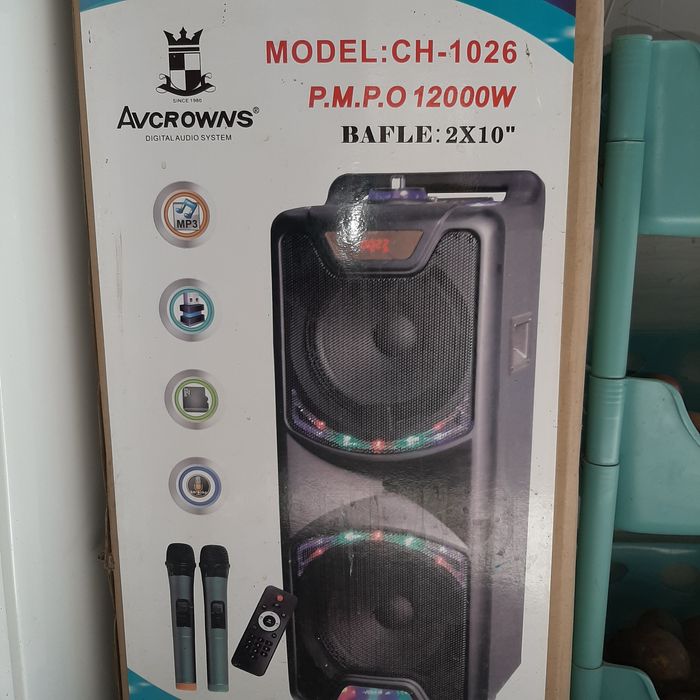 MODEL:CH-1026
P.M.P.O 12000W
BAFLE: 2X10"
SINCE 1980
AVCROWNS®
DIGITAL AUDIO SYSTEM
MP3